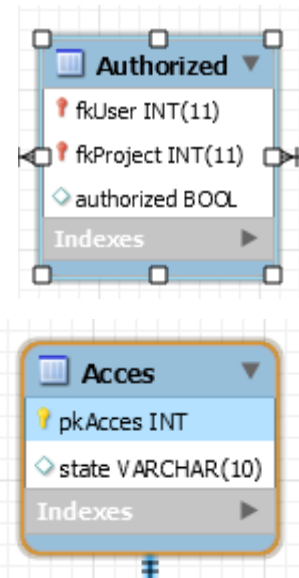 Authorized
fkUser INT(11)
fkProject INT(11)
authorized BOOL
Indexes
Acces
pkAcces INT
state VARCHAR(10)
Indexes